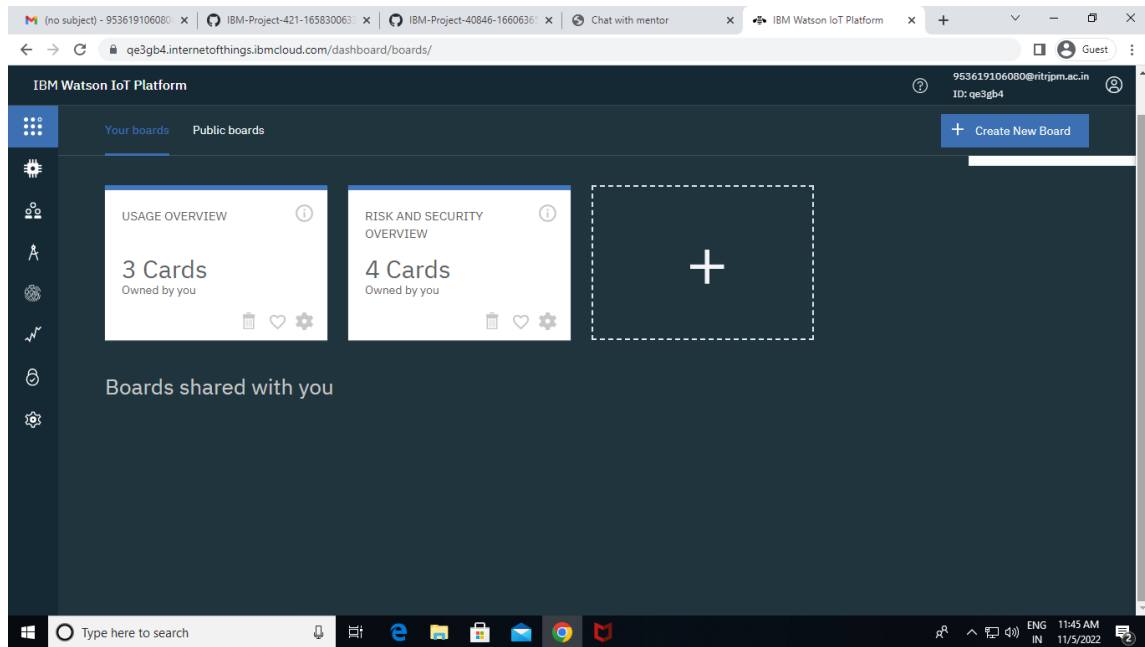 (no subject) - 95361910608
IBM-Project-421-165830063
IBM-Project-40846-1660636
Chat with mentor
IBM Watson IoT Platform
qe3gb4.internetofthings.ibmcloud.com/dashboard/boards/
Guest
IBM Watson IoT Platform
953619106080@ritrjpm.ac.in
ID: qe3gb4
Your boards Public boards
Create New Board
USAGE OVERVIEW
3 Cards
Owned by you
RISK AND SECURITY
OVERVIEW
4 Cards
Owned by you
Boards shared with you
Type here to search
ENG
IN
11:45 AM
11/5/2022
2